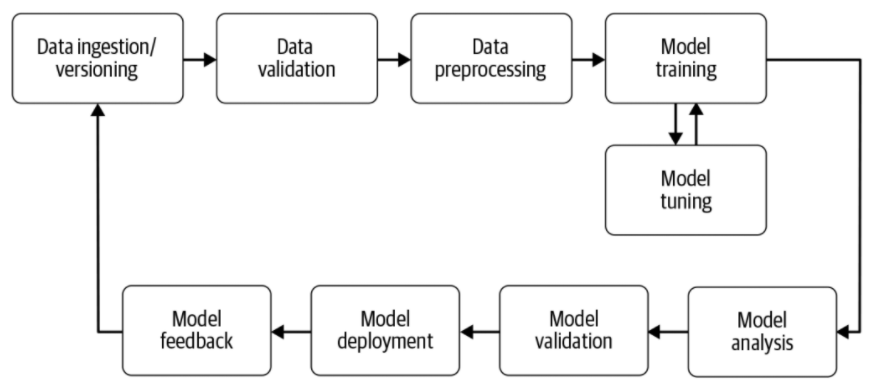 Data ingestion/
versioning
Data
validation
Data
preprocessing
Model
training
Model
tuning
Model
feedback
Model
deployment
Model
validation
Model
analysis